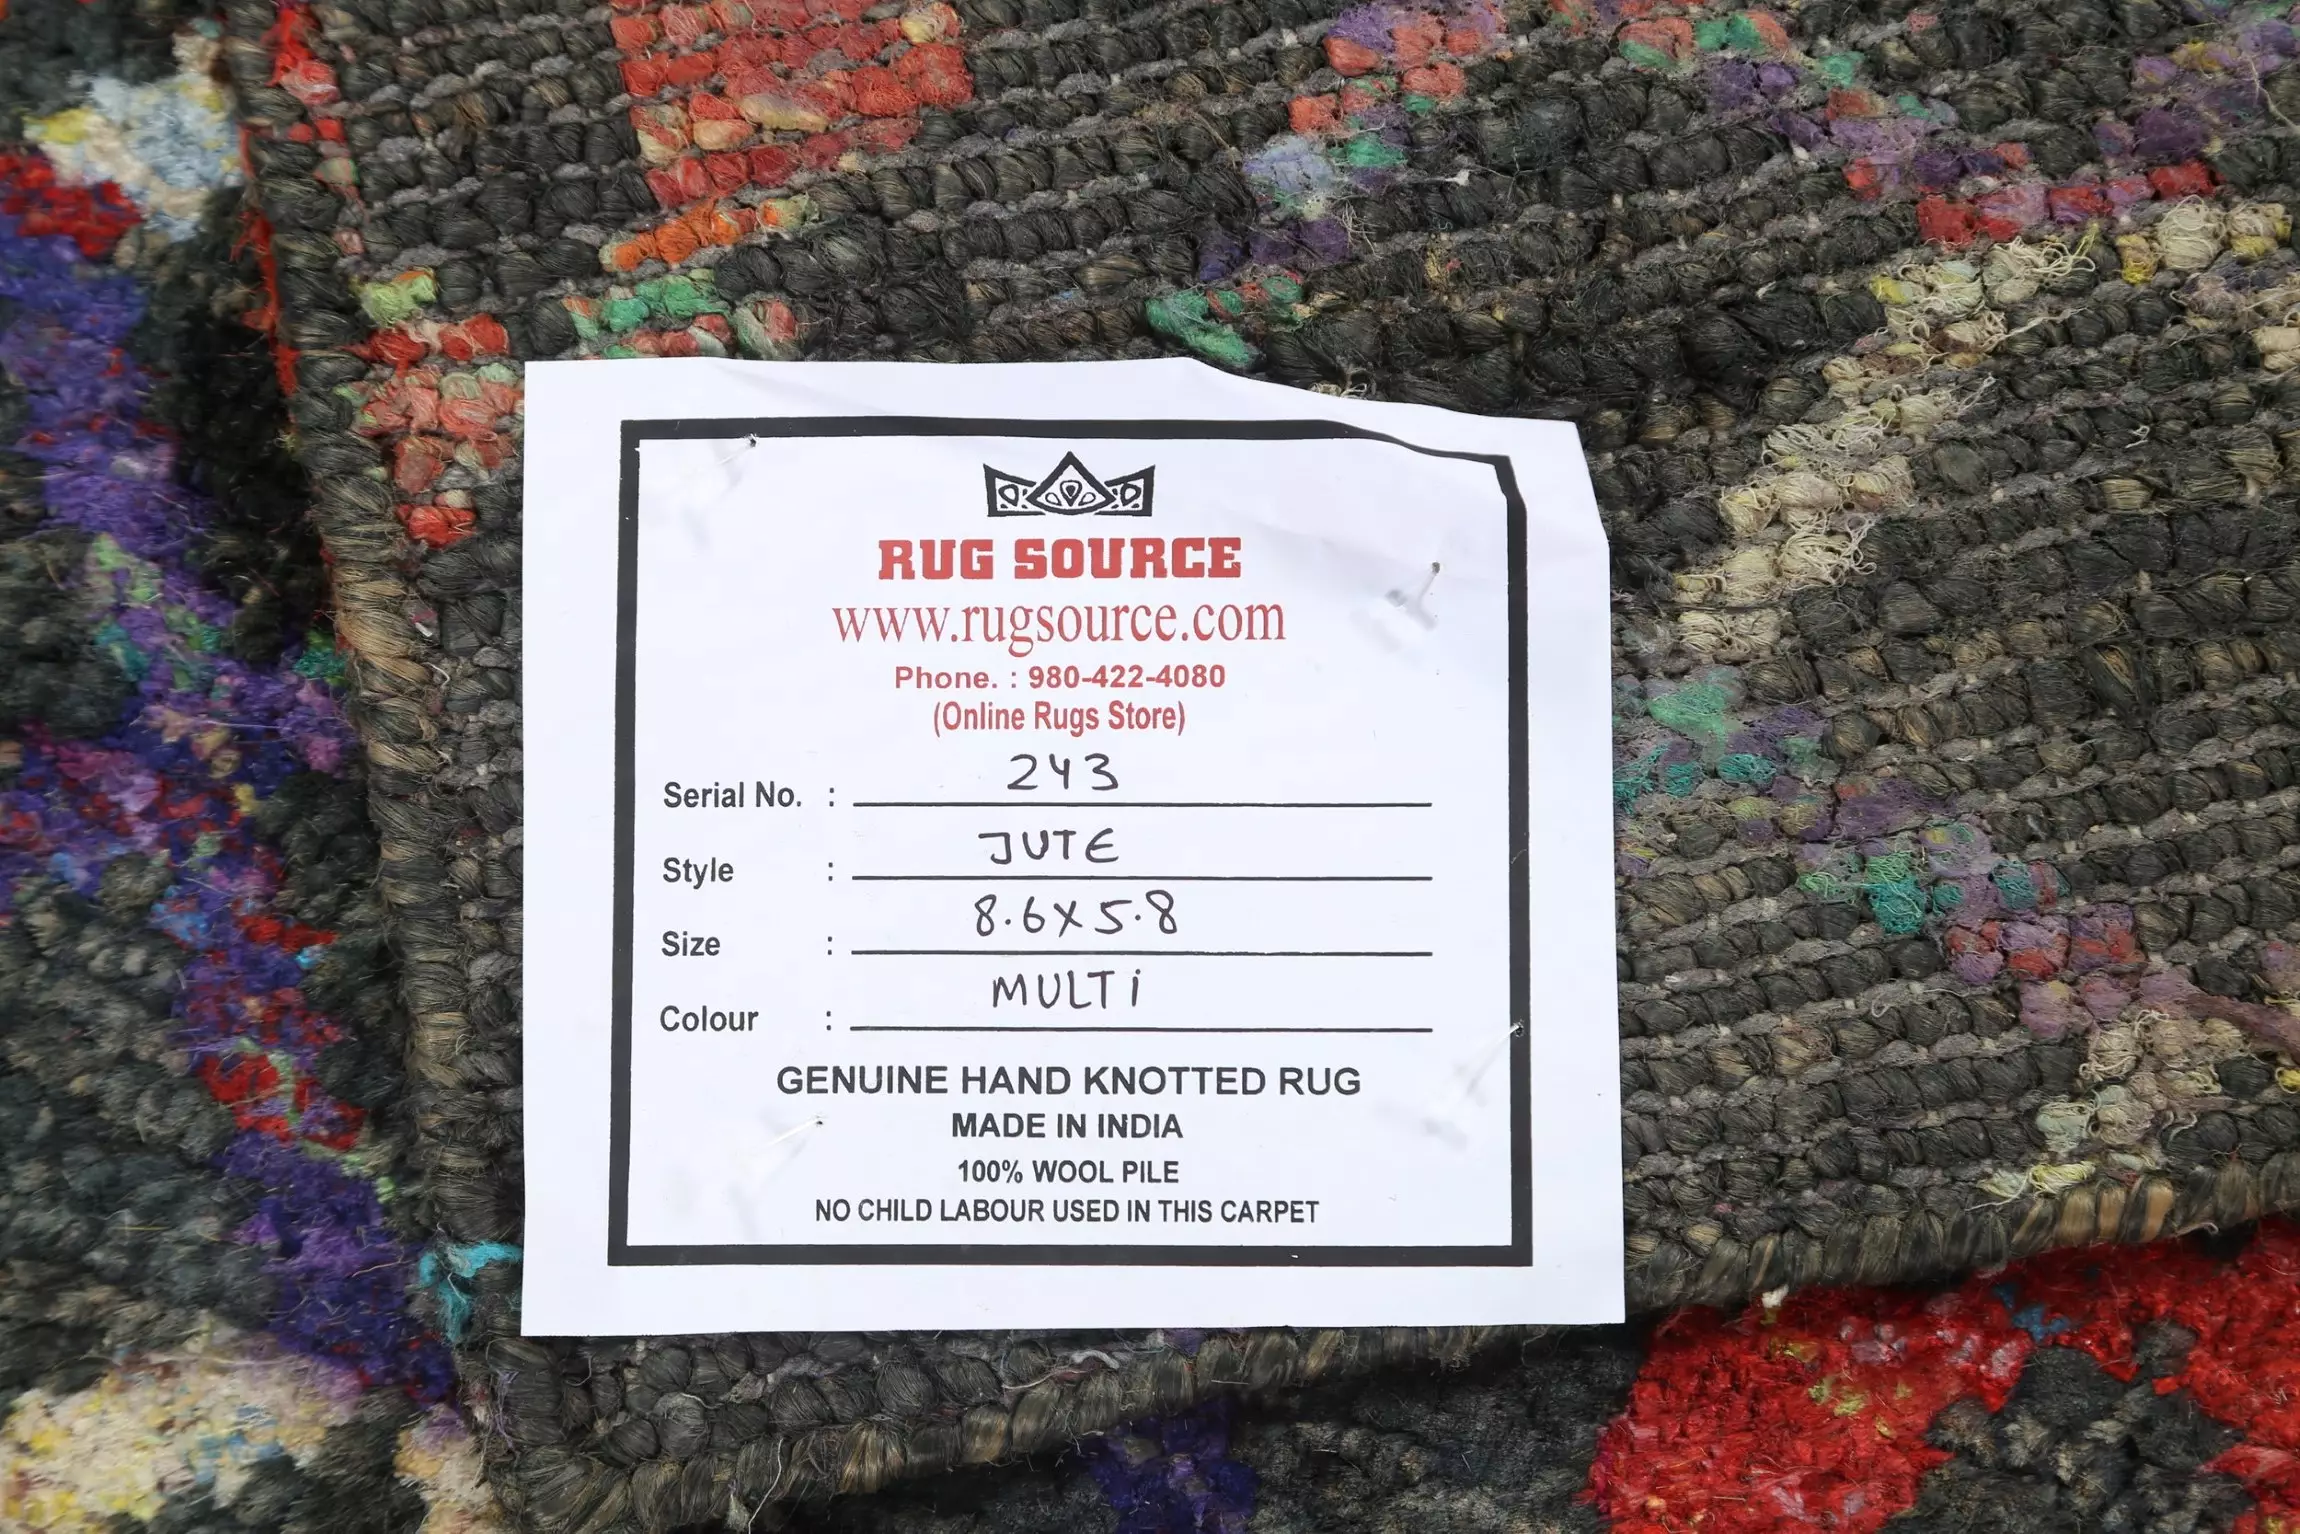 RUG SOURCE
www.rugsource.com
Phone. : 980-422-4080
(Online Rugs Store)
Serial No. : 243
Style : JUTE
Size : 8.6X5.8
Colour : MULTi
GENUINE HAND KNOTTED RUG
MADE IN INDIA
100% WOOL PILE
NO CHILD LABOUR USED IN THIS CARPET